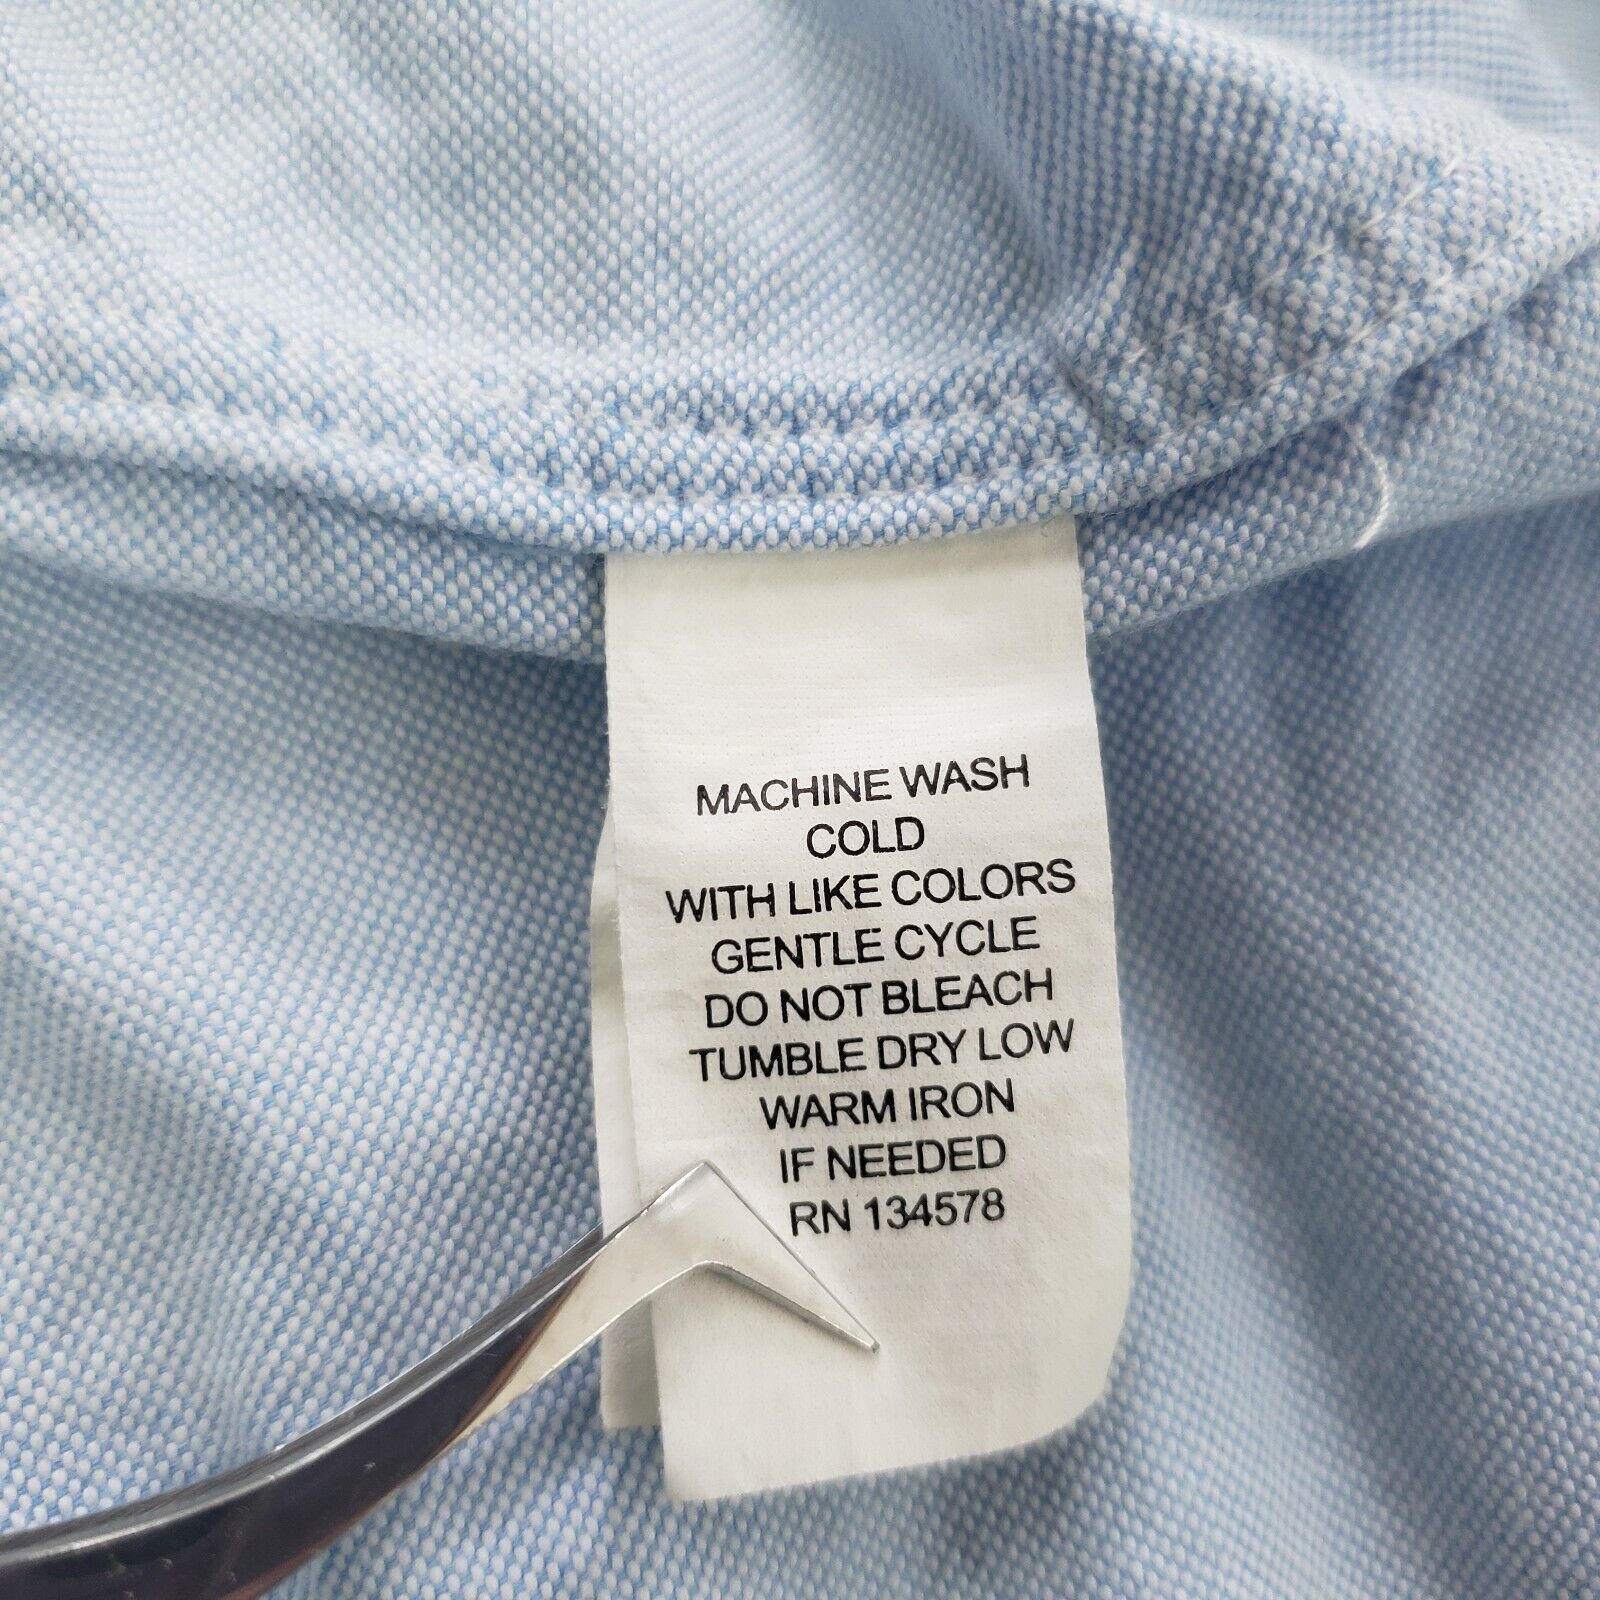 MACHINE WASH
COLD
WITH LIKE COLORS
GENTLE CYCLE
DO NOT BLEACH
TUMBLE DRY LOW
WARM IRON
IF NEEDED
RN 134578